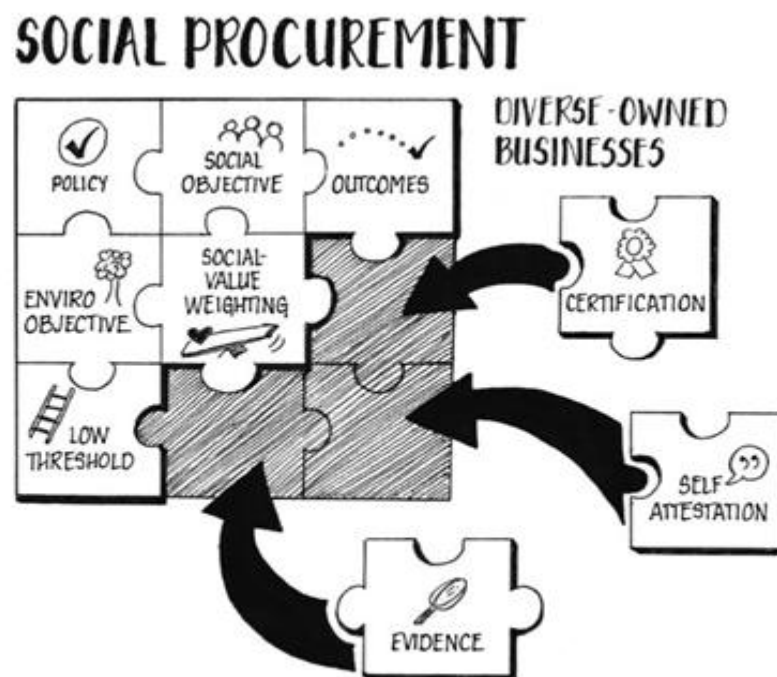 SOCIAL PROCUREMENT
DIVERSE-OWNED
BUSINESSES
POLICY
SOCIAL
OBJECTIVE
OUTCOMES
ENVIRO
OBJECTIVE
SOCIAL-
VALUE
WEIGHTING
CERTIFICATION
LOW
THRESHOLD
SELF
ATTESTATION
EVIDENCE